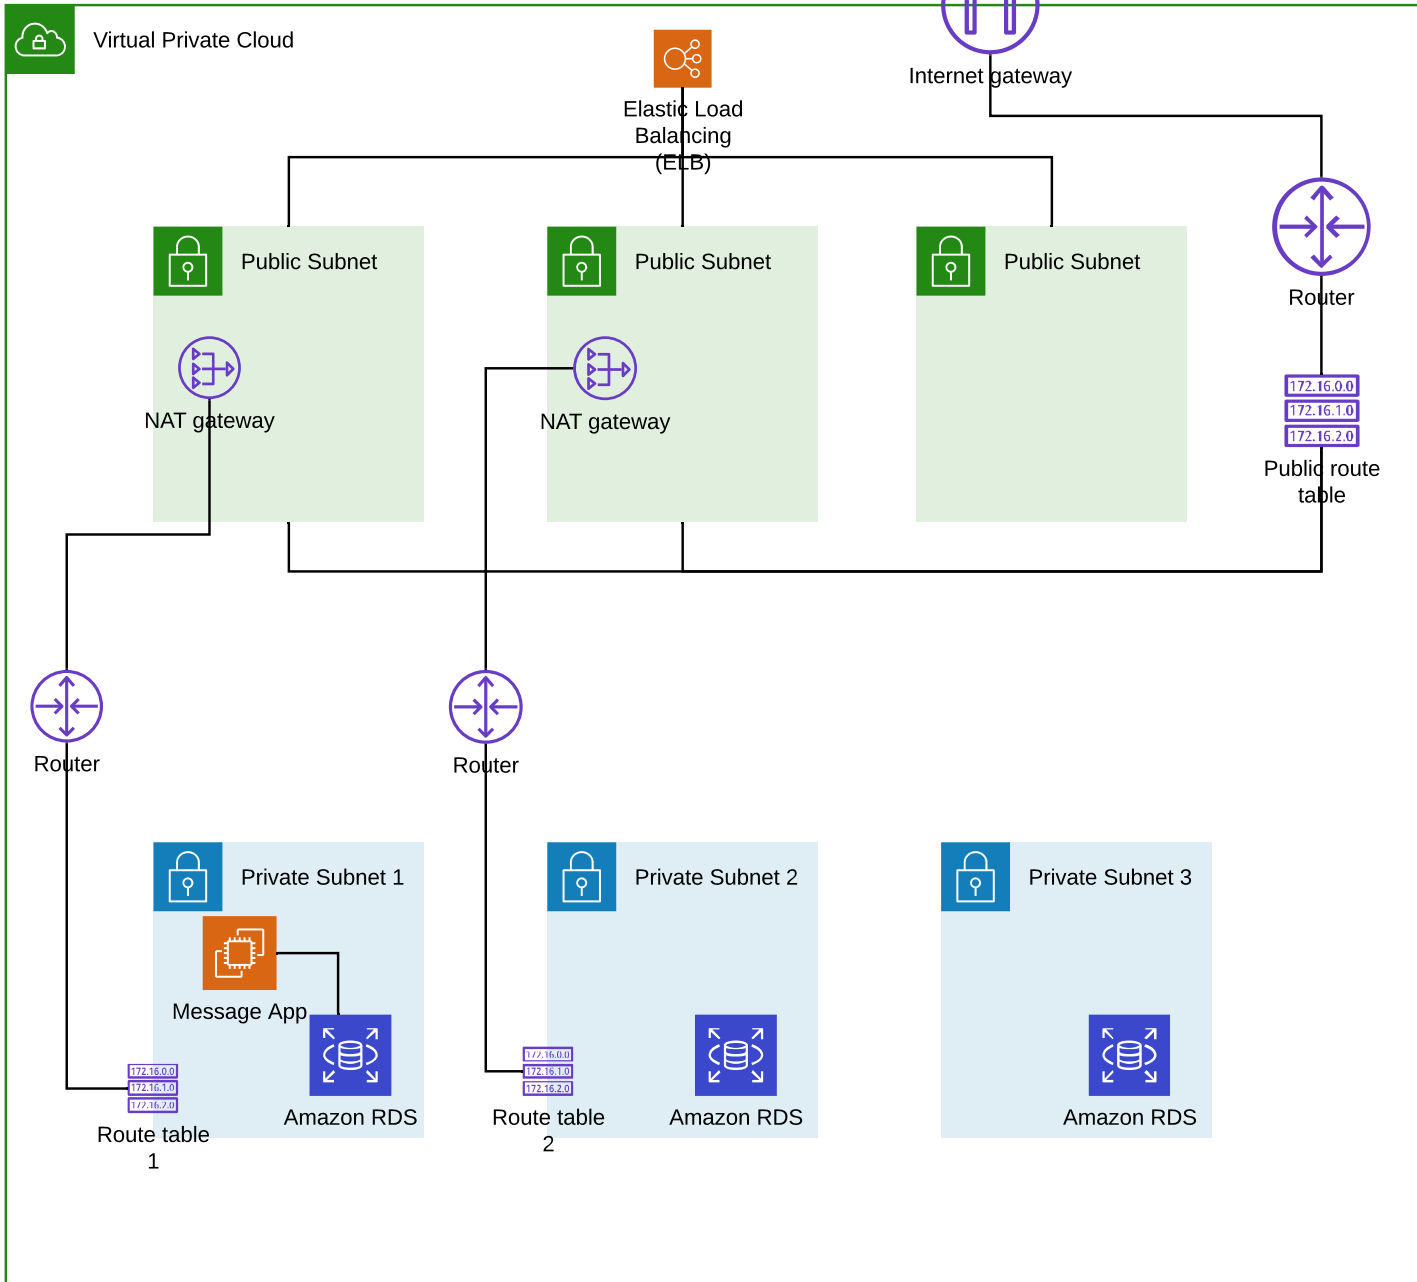 Virtual Private Cloud
Elastic Load
Balancing
(ELB)
Internet gateway
Public Subnet
Public Subnet
Public Subnet
Router
NAT gateway
NAT gateway
172.16.0.0
172.16.1.0
172.16.2.0
Public route
table
Router
Router
Private Subnet 1
Private Subnet 2
Private Subnet 3
Message App
172.16.0.0
172.16.1.0
172.16.2.0
Route table
1
Amazon RDS
172.16.0.0
172.16.1.0
172.16.2.0
Route table
2
Amazon RDS
Amazon RDS